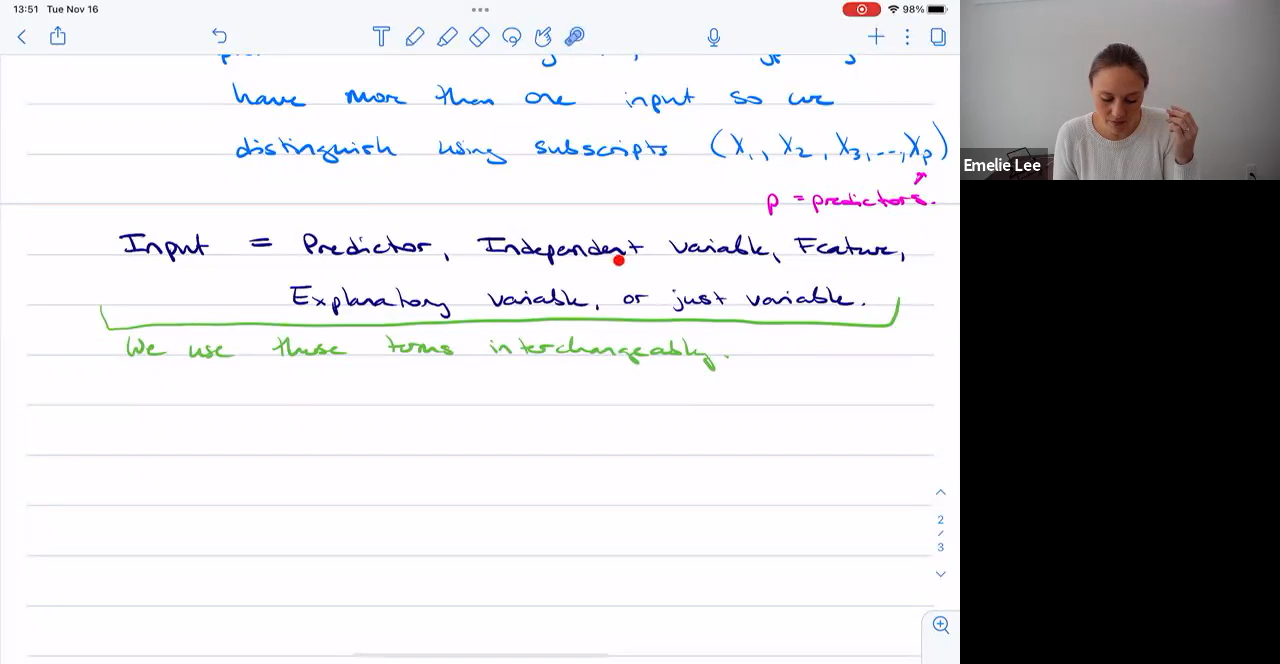 13:51 Tue Nov 16
98%
have more than one input so we
distinguish using subscripts (X1, X2, X3, ..., Xp)
p = predictors.
Input = Predictor, Independent variable, Feature,
Explanatory variable, or just variable.
We use these terms interchangeably.
2
/
3
Emelie Lee